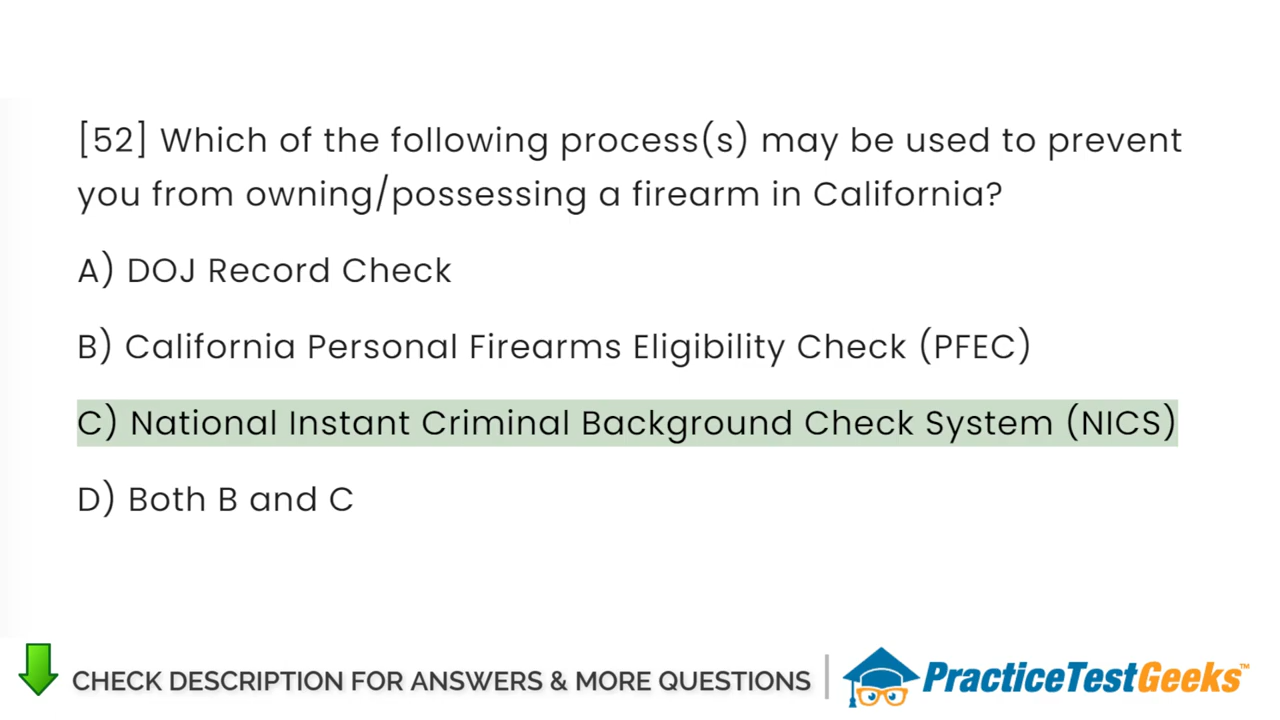 [52] Which of the following process(s) may be used to prevent
you from owning/possessing a firearm in California?
A) DOJ Record Check
B) California Personal Firearms Eligibility Check (PFEC)
C) National Instant Criminal Background Check System (NICS)
D) Both B and C
CHECK DESCRIPTION FOR ANSWERS & MORE QUESTIONS
PracticeTestGeeks™